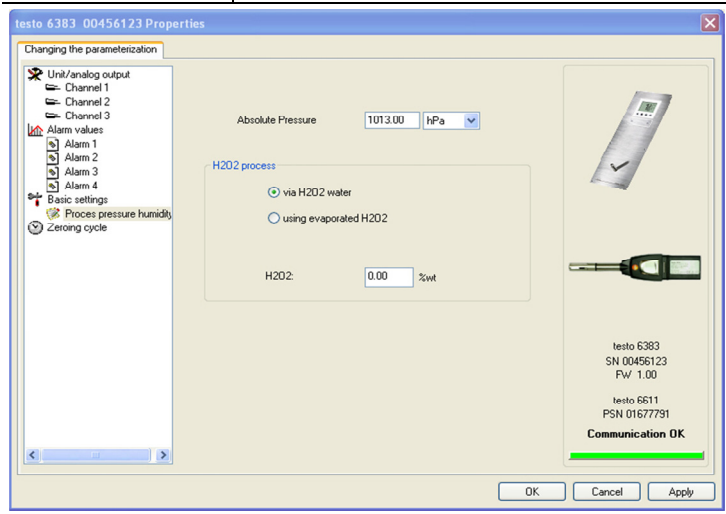 testo 6383 00456123 Properties
Changing the parameterization
Unit/analog output
Channel 1
Channel 2
Channel 3
Alarm values
Alarm 1
Alarm 2
Alarm 3
Alarm 4
Basic settings
Proces pressure humidity
Zeroing cycle
Absolute Pressure 1013.00 hPa
H2O2 process
via H2O2 water
using evaporated H2O2
H2O2: 0.00 %wt
testo 6383
SN 00456123
FW 1.00
testo 6611
PSN 01677791
Communication OK
OK Cancel Apply